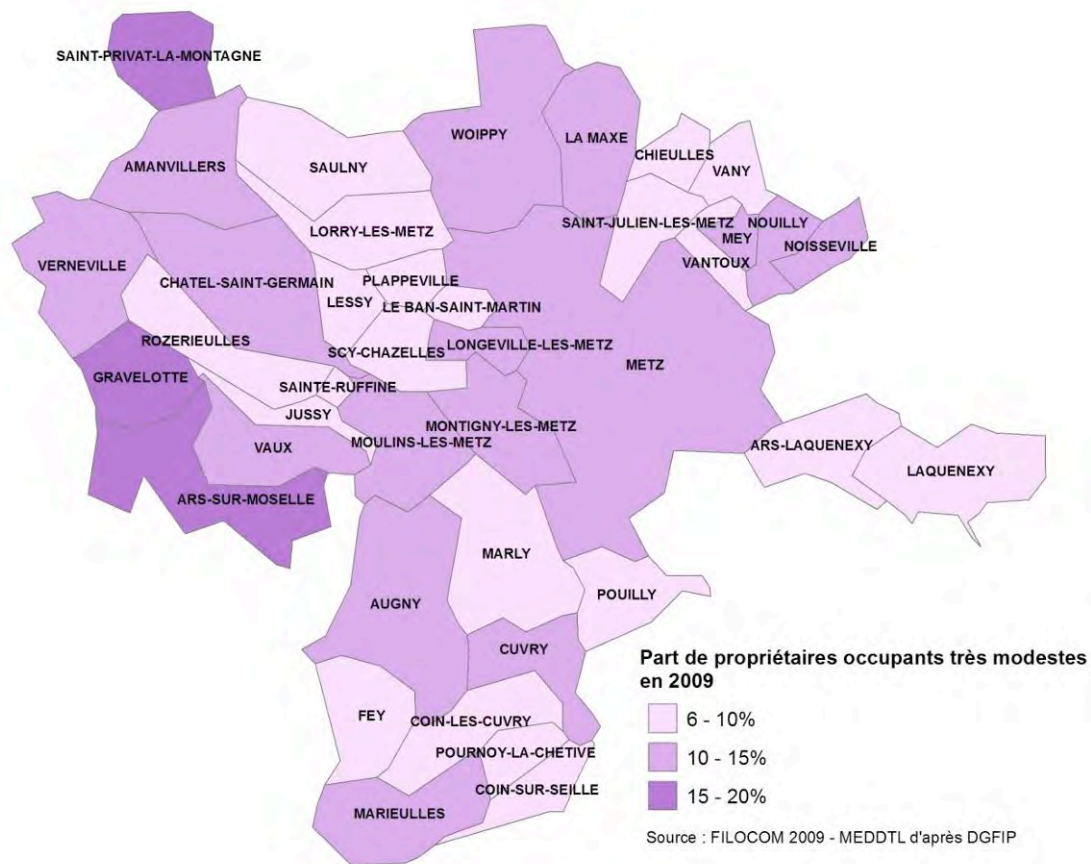 SAINT-PRIVAT-LA-MONTAGNE
WOIPPY
LA MAXE
CHIEULLES
AMANVILLERS
SAULNY
VANY
SAINT-JULIEN-LES-METZ
NOUILLY
LORRY-LES-METZ
MEY
NOISSEVILLE
VERNEVILLE
VANTOUX
CHATEL-SAINT-GERMAIN
PLAPPEVILLE
LESSY
LE BAN-SAINT-MARTIN
ROZERIEULLES
LONGEVILLE-LES-METZ
SCY-CHAZELLES
METZ
GRAVELOTTE
SAINTE-RUFFINE
JUSSY
MONTIGNY-LES-METZ
MOULINS-LES-METZ
ARS-LAQUENEXY
VAUX
LAQUENEXY
ARS-SUR-MOSELLE
MARLY
POUILLY
AUGNY
CUVRY
FEY
COIN-LES-CUVRY
POURNOY-LA-CHETIVE
COIN-SUR-SEILLE
MARIEULLES
Part de propriétaires occupants très modestes
en 2009
6 - 10%
10 - 15%
15 - 20%
Source : FILOCOM 2009 - MEDDTL d'après DGFIP